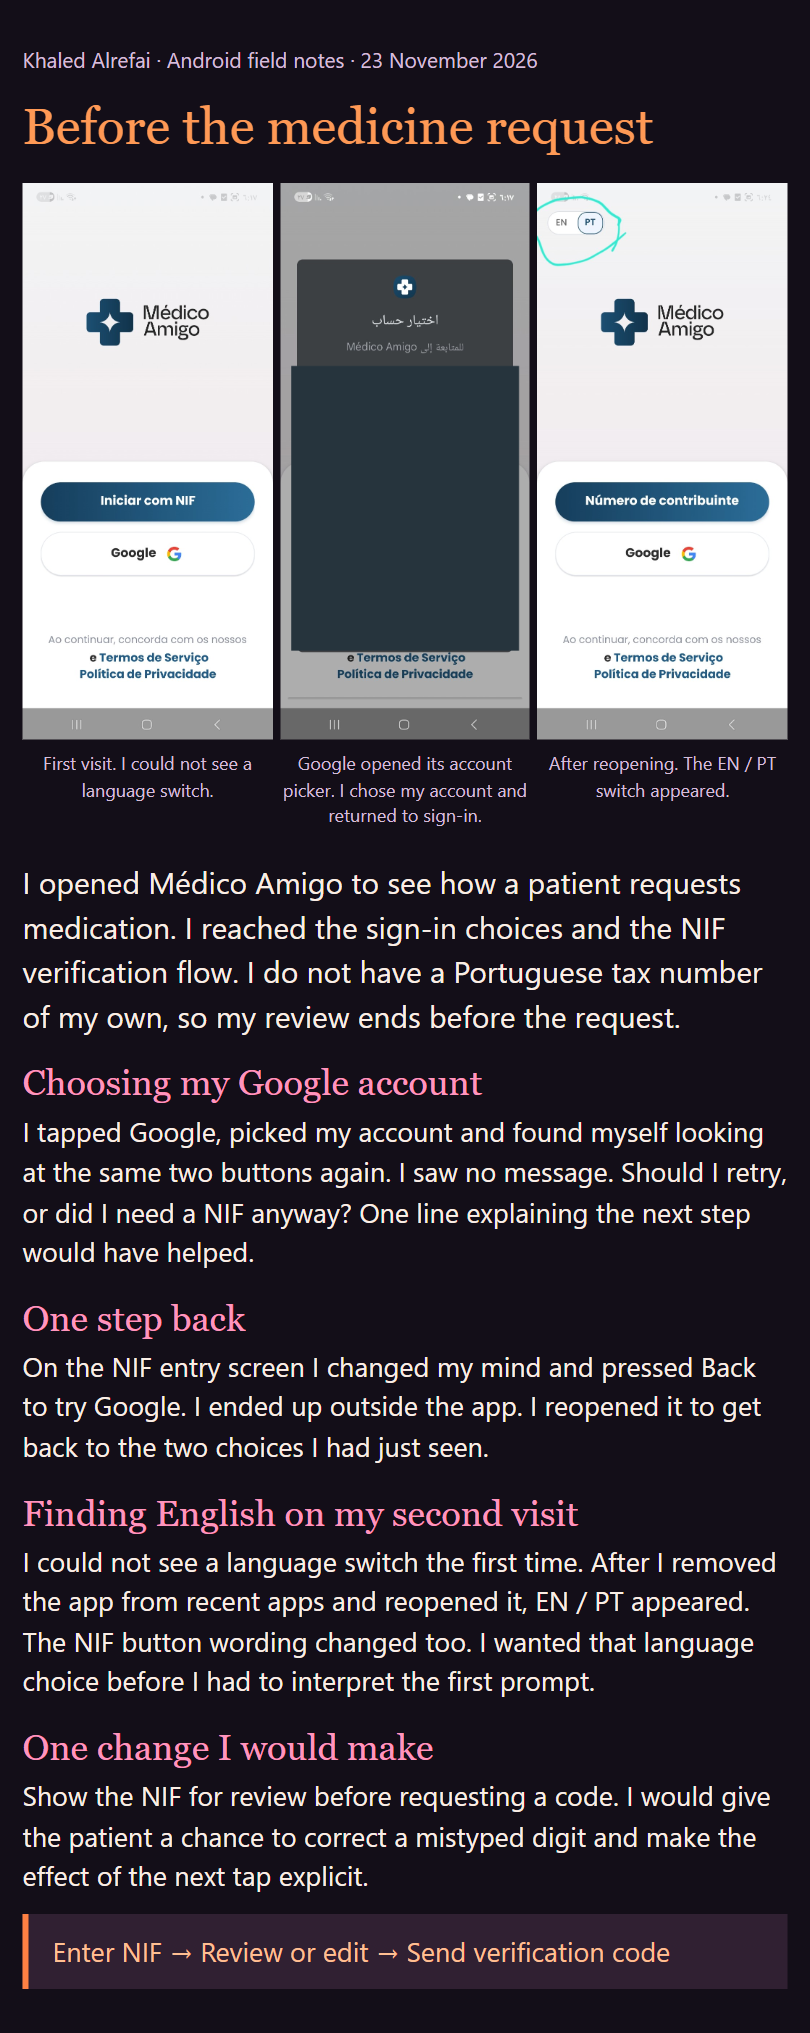 Khaled Alrefai · Android field notes · 23 November 2026
Before the medicine request
Médico
Amigo
Iniciar com NIF
Google
Ao continuar, concorda com os nossos
e Termos de Serviço
Política de Privacidade
٦:١٧
اختيار حساب
للمتابعة إلى Médico Amigo
e Termos de Serviço
Política de Privacidade
EN PT
Médico
Amigo
Número de contribuinte
Google
Ao continuar, concorda com os nossos
e Termos de Serviço
Política de Privacidade
First visit. I could not see a
language switch.
Google opened its account
picker. I chose my account and
returned to sign-in.
After reopening. The EN / PT
switch appeared.
I opened Médico Amigo to see how a patient requests
medication. I reached the sign-in choices and the NIF
verification flow. I do not have a Portuguese tax number
of my own, so my review ends before the request.
Choosing my Google account
I tapped Google, picked my account and found myself looking
at the same two buttons again. I saw no message. Should I retry,
or did I need a NIF anyway? One line explaining the next step
would have helped.
One step back
On the NIF entry screen I changed my mind and pressed Back
to try Google. I ended up outside the app. I reopened it to get
back to the two choices I had just seen.
Finding English on my second visit
I could not see a language switch the first time. After I removed
the app from recent apps and reopened it, EN / PT appeared.
The NIF button wording changed too. I wanted that language
choice before I had to interpret the first prompt.
One change I would make
Show the NIF for review before requesting a code. I would give
the patient a chance to correct a mistyped digit and make the
effect of the next tap explicit.
Enter NIF → Review or edit → Send verification code